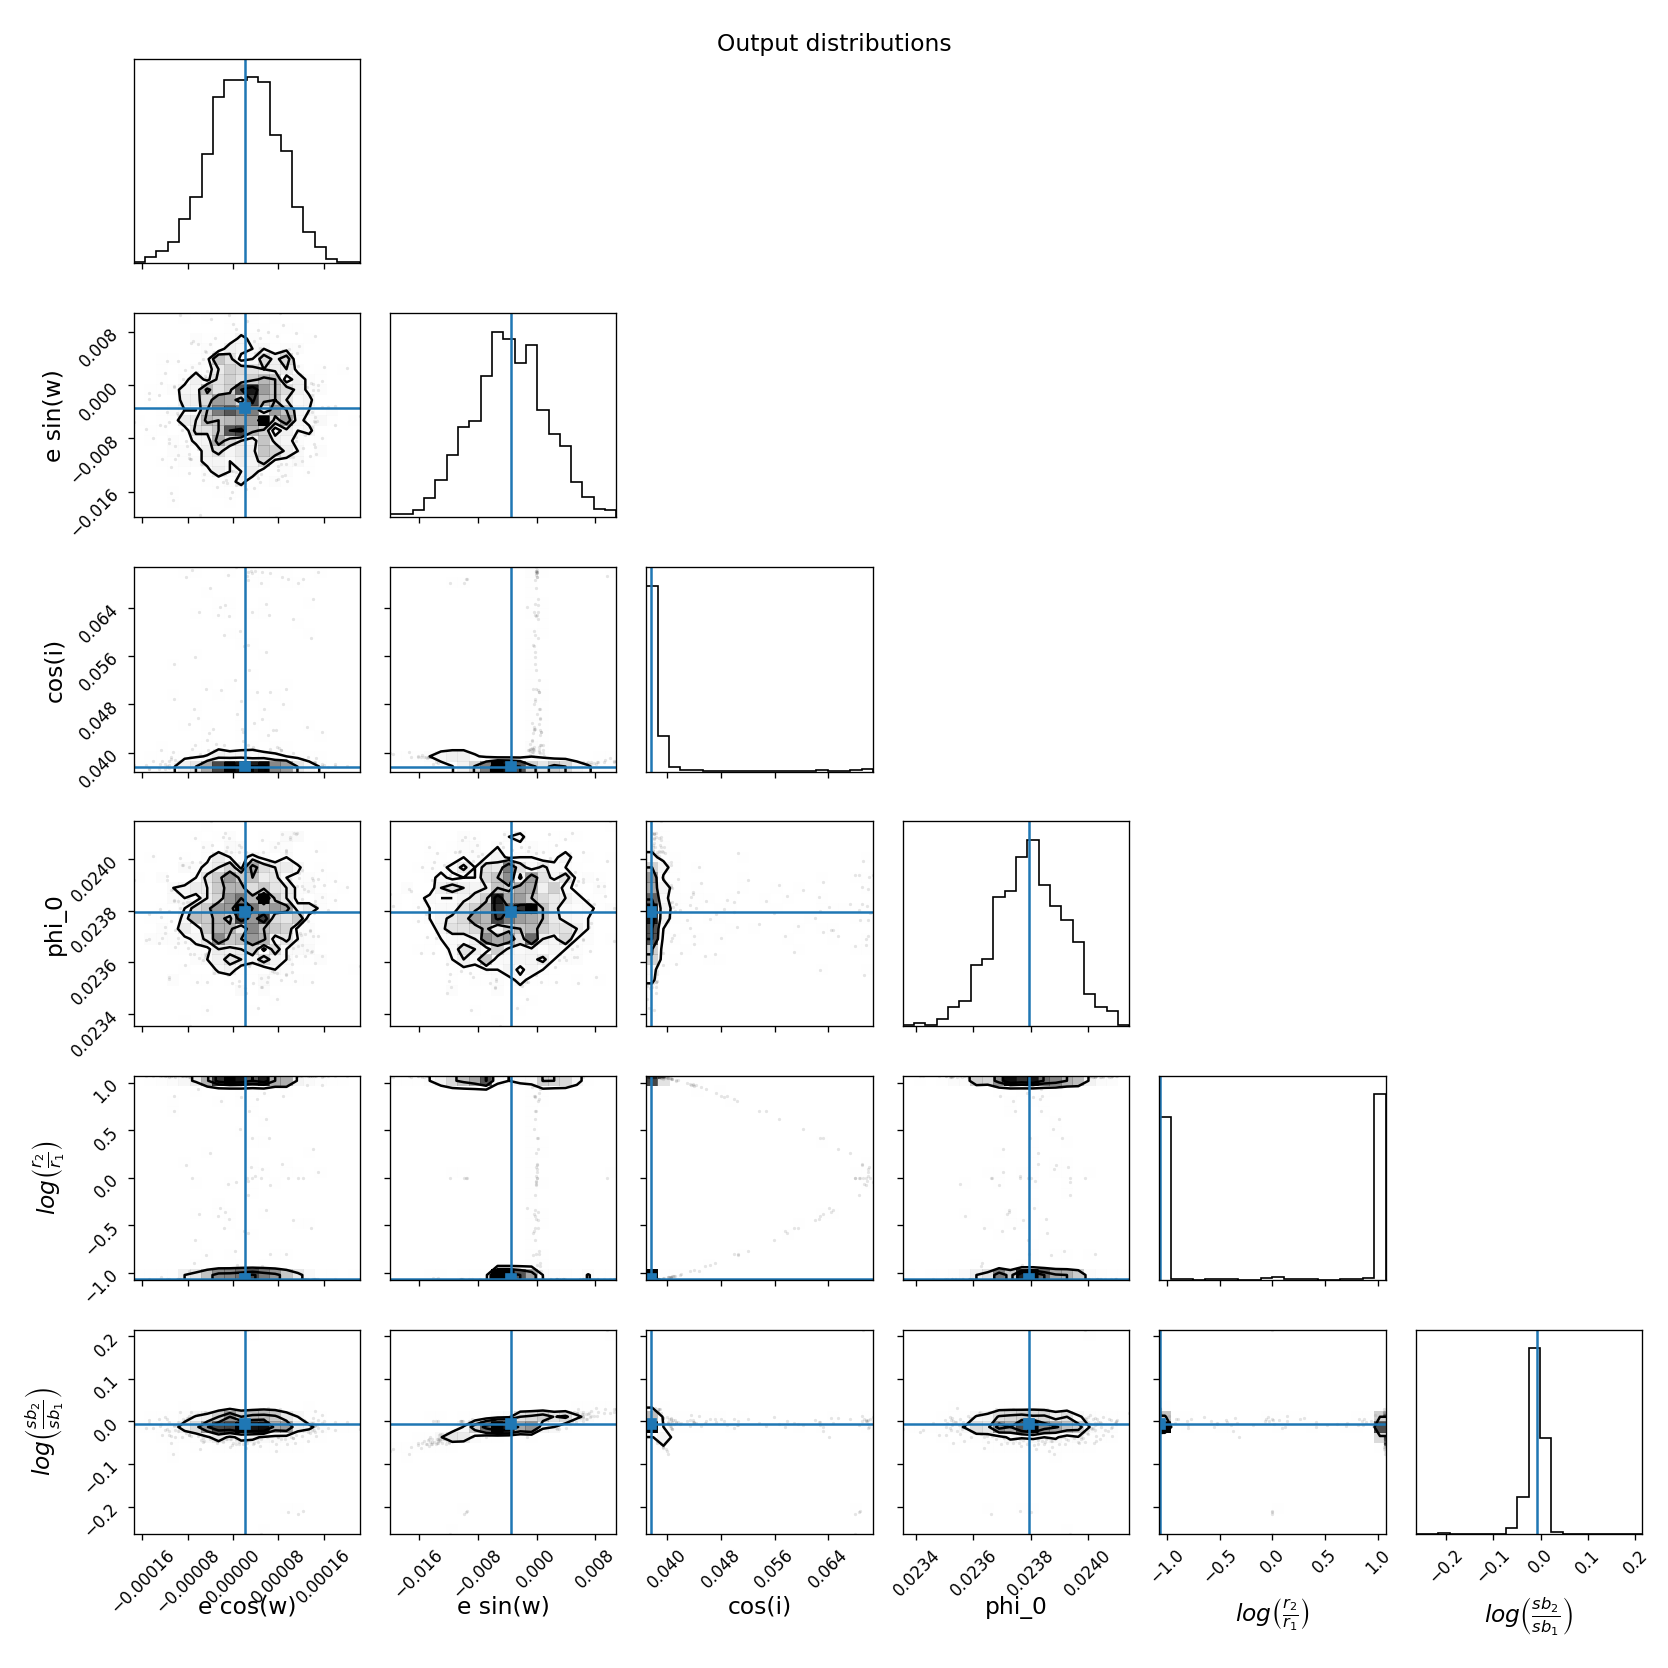 Output distributions
0.008
0.000
−0.008
−0.016
e sin(w)
0.064
0.056
0.048
0.040
cos(i)
0.0240
0.0238
0.0236
0.0234
phi_0
1.0
0.5
0.0
−0.5
−1.0
log(r₂/r₁)
0.2
0.1
0.0
−0.1
−0.2
log(sb₂/sb₁)
−0.00016 −0.00008 0.00000 0.00008 0.00016
−0.016 −0.008 0.000 0.008
0.040 0.048 0.056 0.064
0.0234 0.0236 0.0238 0.0240
−1.0 −0.5 0.0 0.5 1.0
−0.2 −0.1 0.0 0.1 0.2
e cos(w) e sin(w) cos(i) phi_0 log(r₂/r₁) log(sb₂/sb₁)